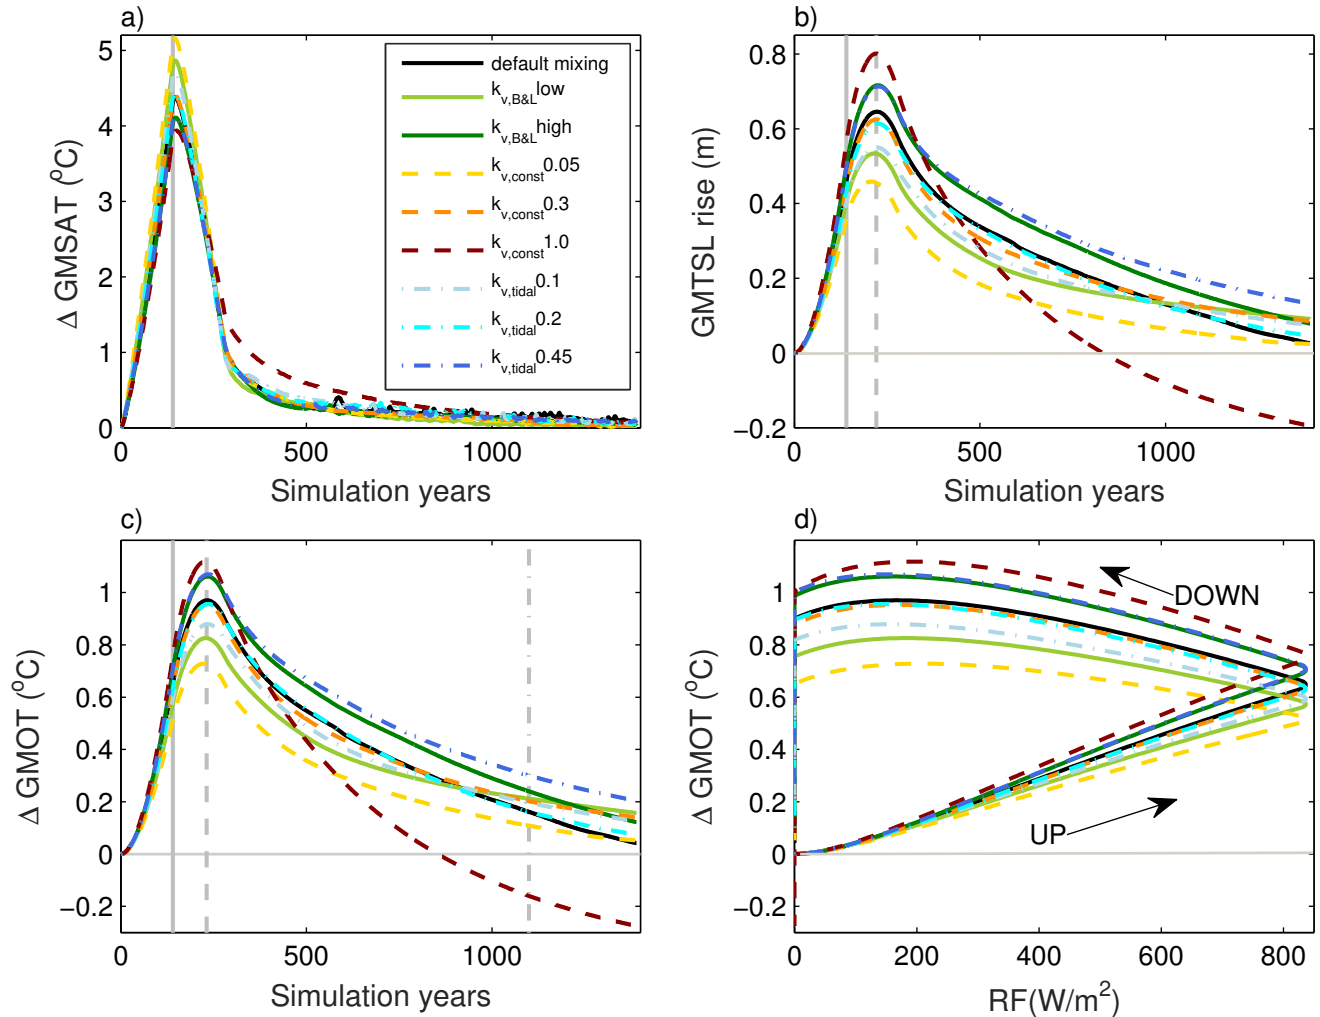 a)
5
4
3
2
1
0
0
500
1000
Δ GMSAT (°C)
Simulation years
default mixing
k_v,B&L low
k_v,B&L high
k_v,const 0.05
k_v,const 0.3
k_v,const 1.0
k_v,tidal 0.1
k_v,tidal 0.2
k_v,tidal 0.45
b)
0.8
0.6
0.4
0.2
0
−0.2
0
500
1000
GMTSL rise (m)
Simulation years
c)
1
0.8
0.6
0.4
0.2
0
−0.2
0
500
1000
Δ GMOT (°C)
Simulation years
d)
1
0.8
0.6
0.4
0.2
0
−0.2
0
200
400
600
800
Δ GMOT (°C)
RF(W/m²)
DOWN
UP